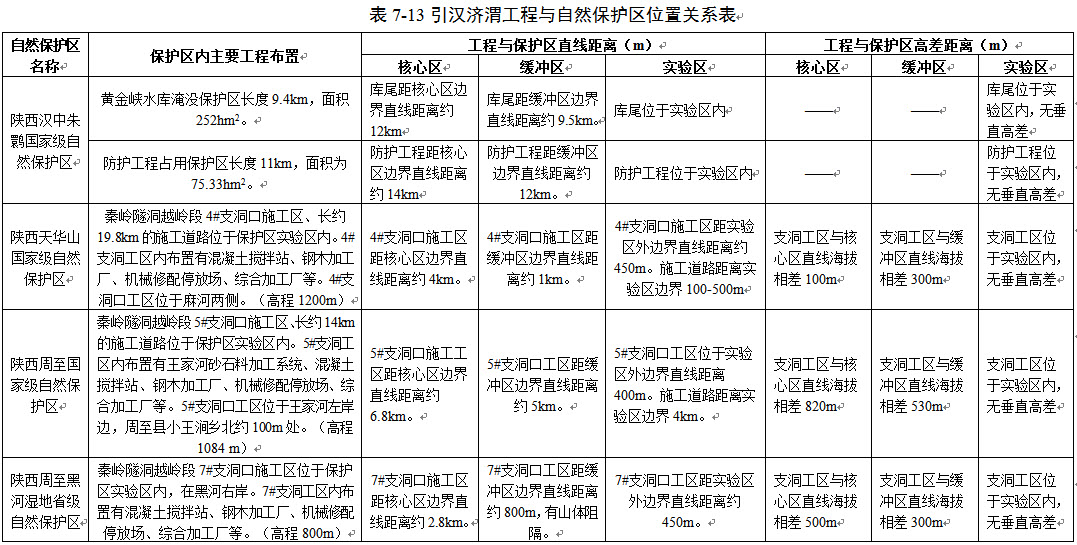 表 7-13 引汉济渭工程与自然保护区位置关系表
自然保护区
名称
保护区内主要工程布置
工程与保护区直线距离（m）
工程与保护区高差距离（m）
核心区
缓冲区
实验区
核心区
缓冲区
实验区
陕西汉中朱
鹮国家级自
然保护区
黄金峡水库淹没保护区长度 9.4km，面积
252hm²。
库尾距核心区边
界直线距离约
12km
库尾距缓冲区边界
直线距离约 9.5km。
库尾位于实验区内
——
——
库尾位于实
验区内，无垂
直高差
防护工程占用保护区长度 11km，面积为
75.33hm²。
防护工程距核心
区边界直线距离
约 14km
防护工程距缓冲区
边界直线距离约
12km。
防护工程位于实验区内
——
——
防护工程位
于实验区内，
无垂直高差
陕西天华山
国家级自然
保护区
秦岭隧洞越岭段 4#支洞口施工区、长约
19.8km 的施工道路位于保护区实验区内。4#
支洞工区内布置有混凝土搅拌站、钢木加工
厂、机械修配停放场、综合加工厂等。4#支
洞口工区位于麻河两侧。（高程 1200m）
4#支洞口施工区
距核心区边界直
线距离约 4km。
4#支洞口施工区距
缓冲区边界直线距
离约 1km。
4#支洞口施工区距实验
区外边界直线距离约
450m。施工道路距离实
验区边界 100-500m
支洞工区与核
心区直线海拔
相差 100m
支洞工区与缓
冲区直线海拔
相差 300m
支洞工区位
于实验区内，
无垂直高差
陕西周至国
家级自然保
护区
秦岭隧洞越岭段 5#支洞口施工区、长约 14km
的施工道路位于保护区实验区内。5#支洞工
区内布置有王家河砂石料加工系统、混凝土
搅拌站、钢木加工厂、机械修配停放场、综
合加工厂等。5#支洞口工区位于王家河左岸
边，周至县小王涧乡北约 100m 处。（高程
1084 m）
5#支洞口施工工
区距核心区边界
直线距离约
6.8km。
5#支洞口工区距缓
冲区边界直线距离
约 5km。
5#支洞口工区位于实验
区外边界直线距离
400m。施工道路距离实
验区边界 4km。
支洞工区与核
心区直线海拔
相差 820m
支洞工区与缓
冲区直线海拔
相差 530m
支洞工区位
于实验区内，
无垂直高差
陕西周至黑
河湿地省级
自然保护区
秦岭隧洞越岭段 7#支洞口施工区位于保护
区实验区内，在黑河右岸。7#支洞工区内布
置有混凝土搅拌站、钢木加工厂、机械修配
停放场、综合加工厂等。（高程 800m）
7#支洞口施工区
距核心区边界直
线距离约 2.8km。
7#支洞口工区距缓
冲区边界直线距离
约 800m，有山体阻
隔。
7#支洞口工区距实验区
外边界直线距离约
450m。
支洞工区与核
心区直线海拔
相差 500m
支洞工区与缓
冲区直线海拔
相差 300m
支洞工区位
于实验区内，
无垂直高差